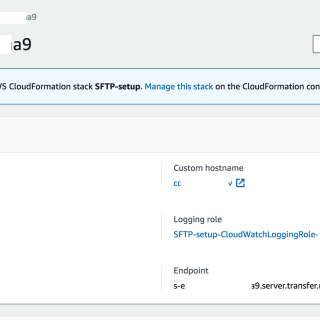 a9
a9
CloudFormation stack SFTP-setup. Manage this stack on the CloudFormation
Custom hostname
cc v
Logging role
SFTP-setup-CloudWatchLoggingRole-
Endpoint
s-e a9.server.transfer.